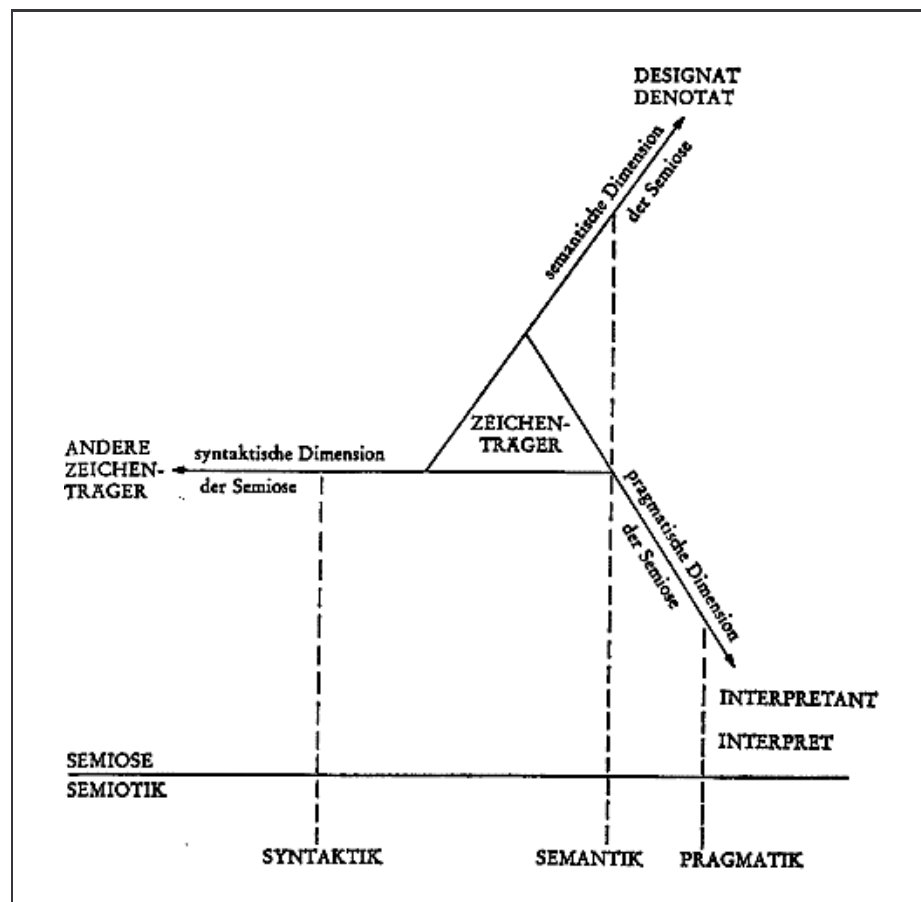 DESIGNAT
DENOTAT
semantische Dimension
der Semiose
ZEICHEN-
TRÄGER
ANDERE
ZEICHEN-
TRÄGER
syntaktische Dimension
der Semiose
pragmatische Dimension
der Semiose
INTERPRETANT
INTERPRET
SEMIOSE
SEMIOTIK
SYNTAKTIK
SEMANTIK
PRAGMATIK